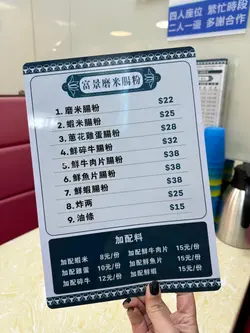 四人座位 繁忙時段
二人一檯
富景磨米腸粉
1. 磨米腸粉 $22
2. 蝦米腸粉 $25
3. 蔥花雞蛋腸粉 $28
4. 鮮碎牛腸粉 $32
5. 鮮牛肉片腸粉 $38
6. 鮮魚片腸粉 $38
7. 鮮蝦腸粉 $38
8. 炸兩 $25
9. 油條 $15
加配料
加配蝦米 8元/份 加配鮮牛肉片 15元/份
加配雞蛋 10元/份 加配鮮魚片 15元/份
加配碎牛 12元/份 加配鮮蝦 15元/份